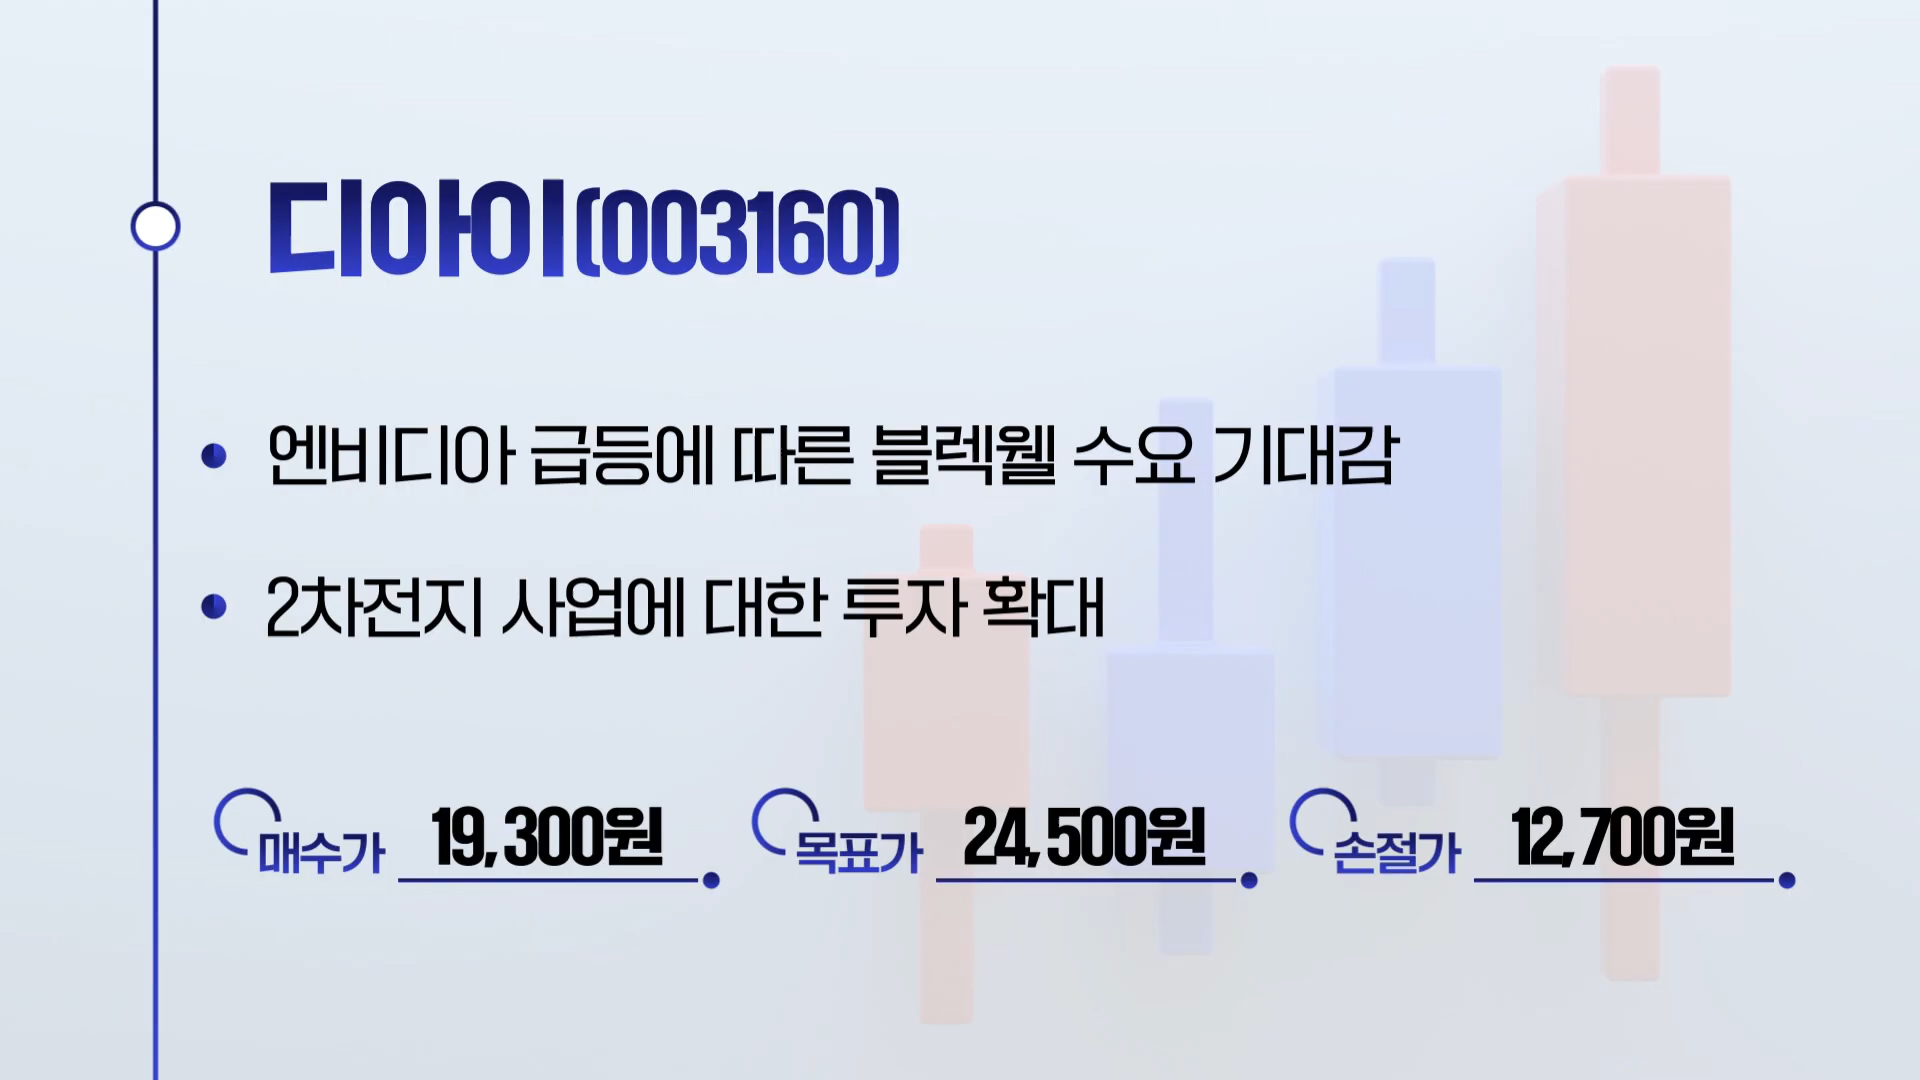 디아이(003160)
엔비디아 급등에 따른 블렉웰 수요 기대감
2차전지 사업에 대한 투자 확대
매수가 19,300원 목표가 24,500원 손절가 12,700원